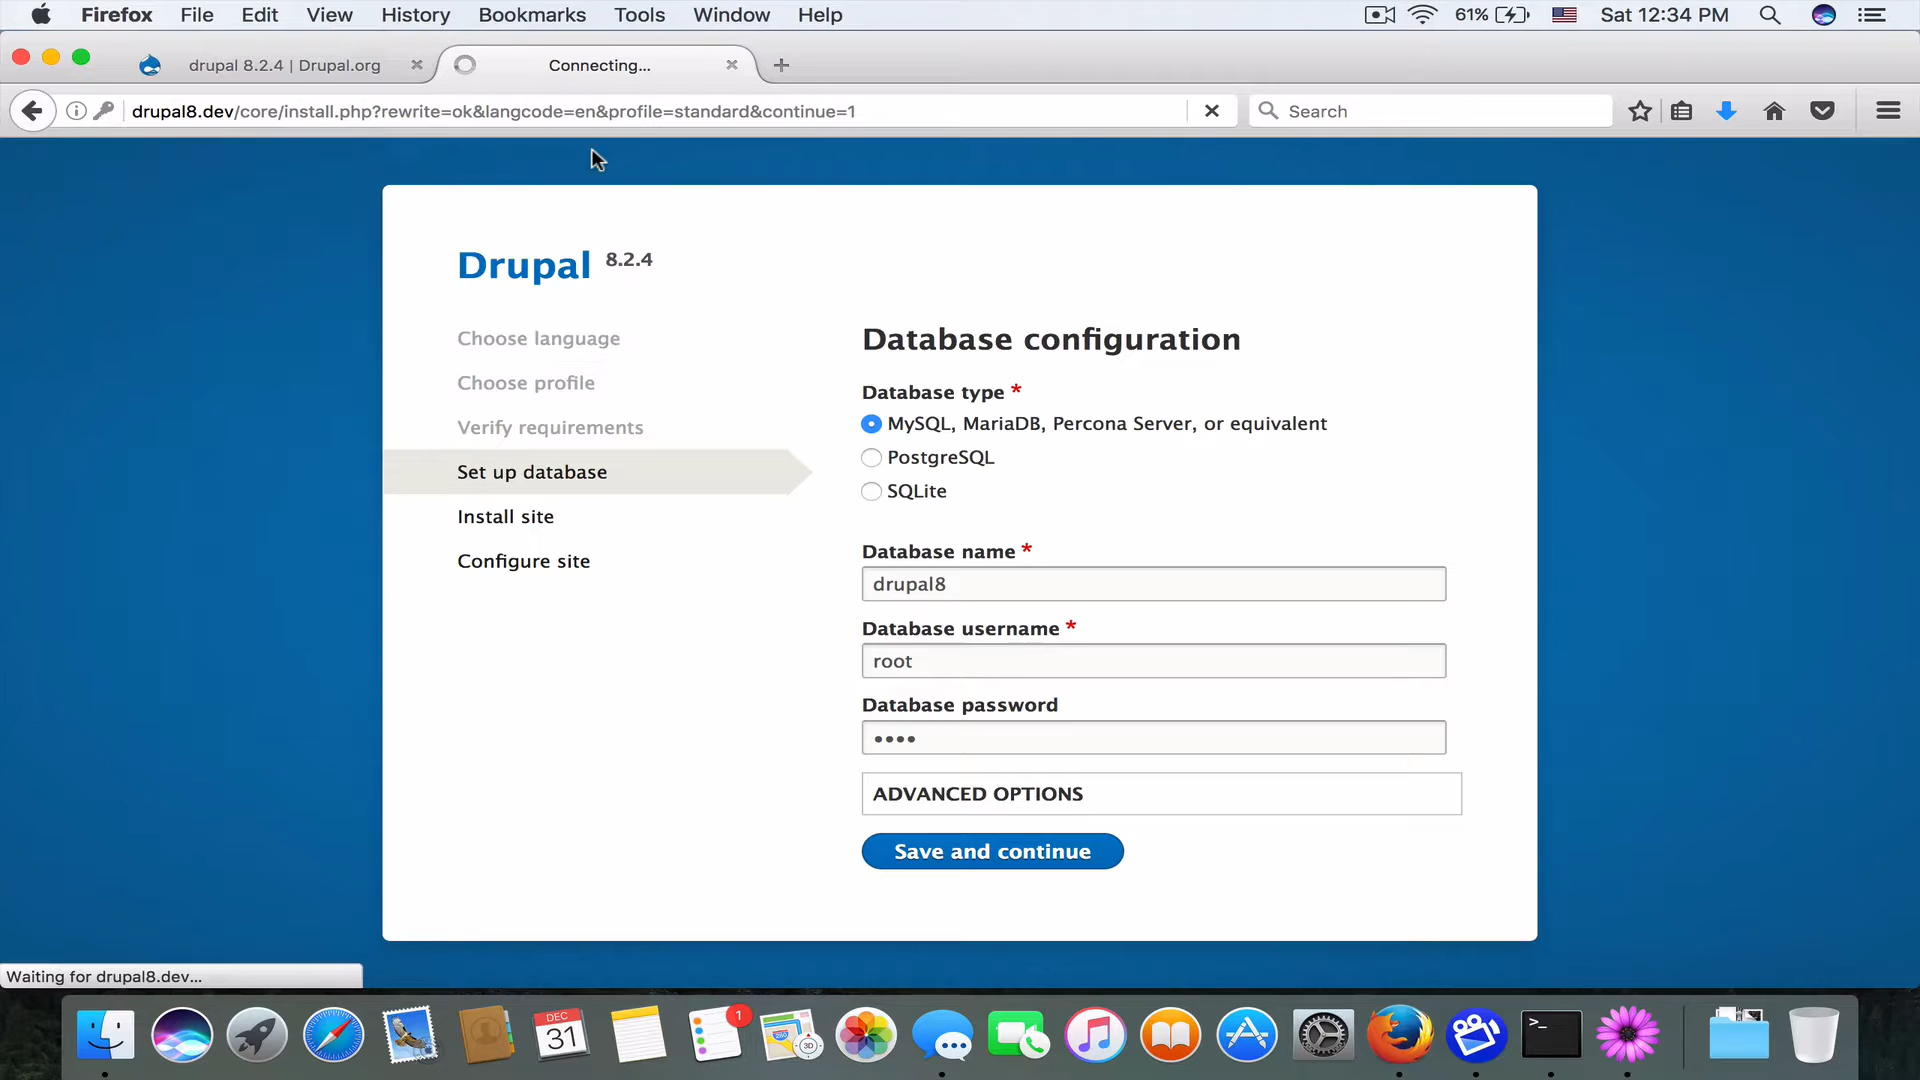 Firefox File Edit View History Bookmarks Tools Window Help 61% Sat 12:34 PM
drupal 8.2.4 | Drupal.org Connecting...
drupal8.dev/core/install.php?rewrite=ok&langcode=en&profile=standard&continue=1 Search
Drupal 8.2.4
Choose language
Choose profile
Verify requirements
Set up database
Install site
Configure site
Database configuration
Database type *
MySQL, MariaDB, Percona Server, or equivalent
PostgreSQL
SQLite
Database name *
drupal8
Database username *
root
Database password
••••
ADVANCED OPTIONS
Save and continue
Waiting for drupal8.dev...
DEC
31
1
3D
>_